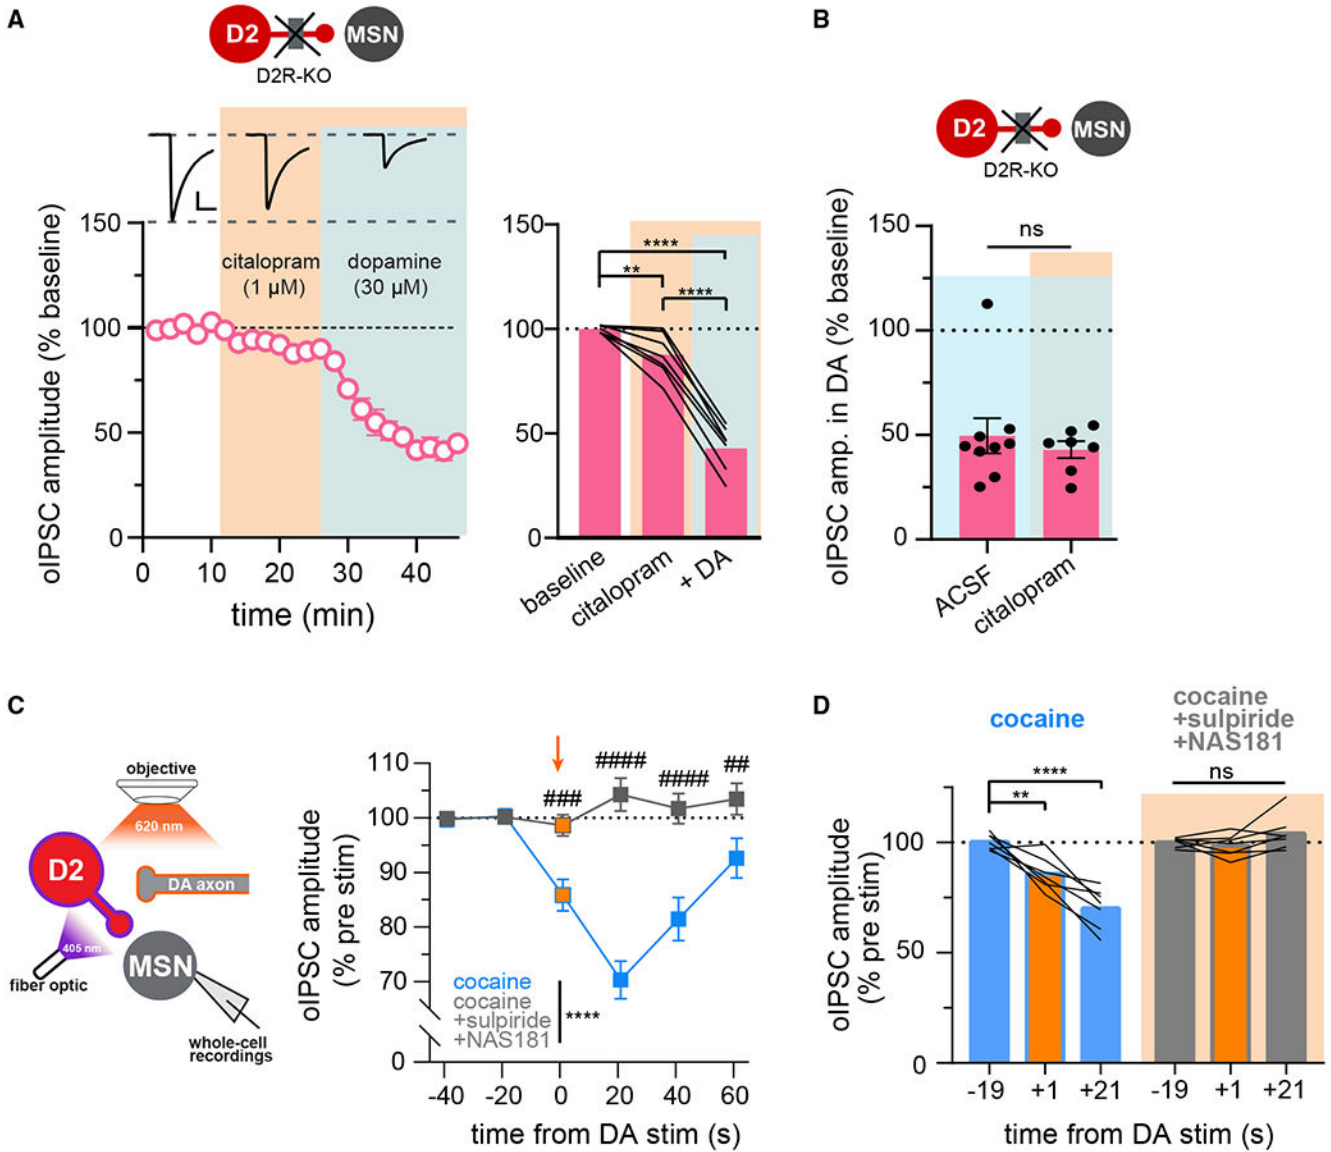 A
D2
MSN
D2R-KO
oIPSC amplitude (% baseline)
150
100
50
0
citalopram
(1 µM)
dopamine
(30 µM)
0
10
20
30
40
time (min)
150
100
50
0
****
**
****
baseline
citalopram
+ DA
B
D2
MSN
D2R-KO
oIPSC amp. in DA (% baseline)
150
100
50
0
ns
ACSF
citalopram
C
objective
620 nm
D2
DA axon
405 nm
MSN
fiber optic
whole-cell
recordings
oIPSC amplitude
(% pre stim)
110
100
90
80
70
0
###
####
####
##
cocaine
cocaine
+sulpiride
+NAS181
****
-40
-20
0
20
40
60
time from DA stim (s)
D
cocaine
cocaine
+sulpiride
+NAS181
****
**
ns
oIPSC amplitude
(% pre stim)
100
50
0
-19
+1
+21
-19
+1
+21
time from DA stim (s)